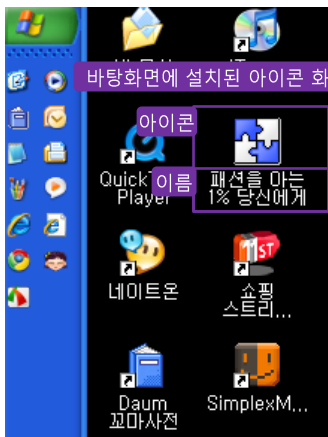 바탕화면에 설치된 아이콘 화
아이콘
Quick
Player
이름
패션을 아는
1% 당신에게
네이트온
11ST
쇼핑
스트리...
Daum
꼬마사전
SimplexM...